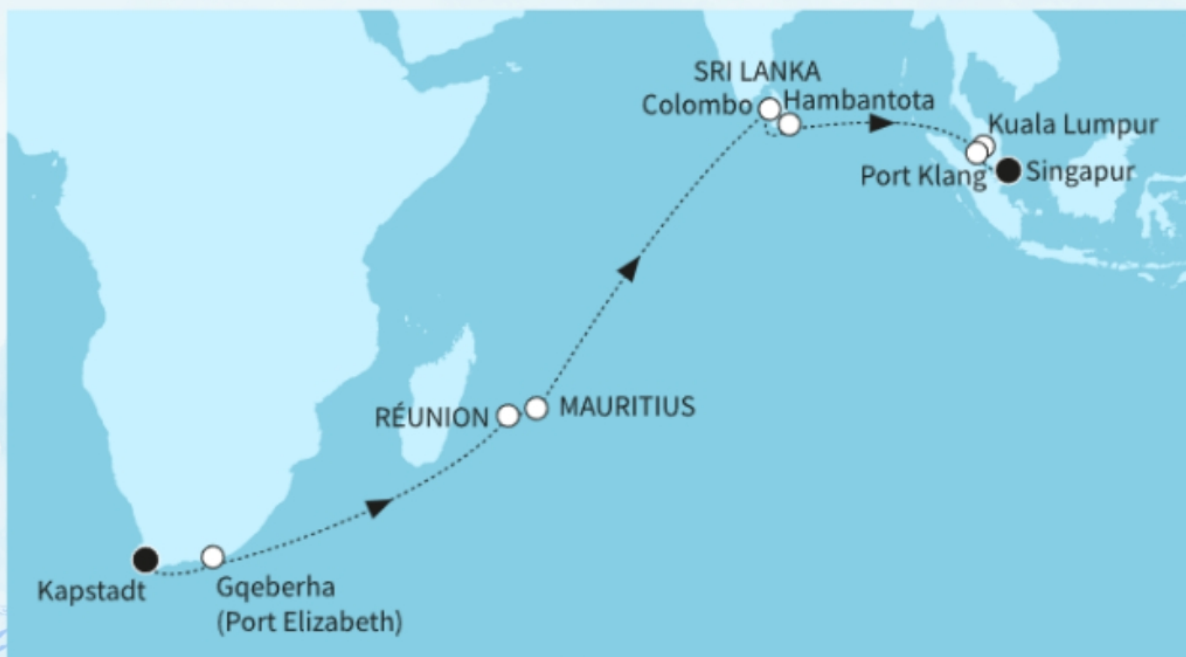 SRI LANKA
Colombo
Hambantota
Kuala Lumpur
Port Klang
Singapur
RÉUNION
MAURITIUS
Kapstadt
Gqeberha
(Port Elizabeth)